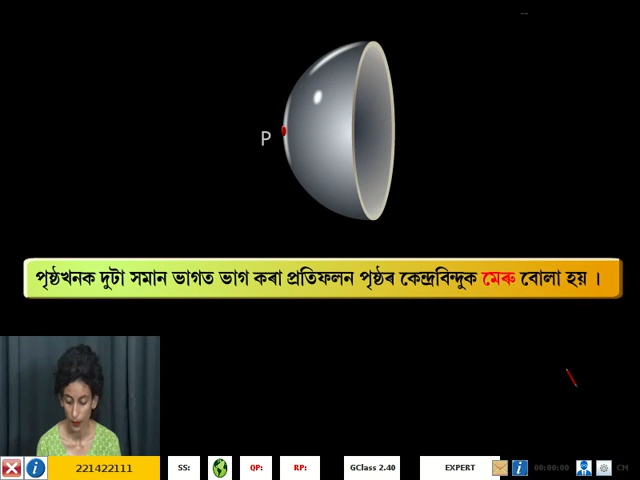 --
P
পৃষ্ঠখনক দুটা সমান ভাগত ভাগ কৰা প্ৰতিফলন পৃষ্ঠৰ কেন্দ্ৰবিন্দুক মেৰু বোলা হয় ।
221422111 SS: QP: RP: GClass 2.40 EXPERT 00:00:00 CM